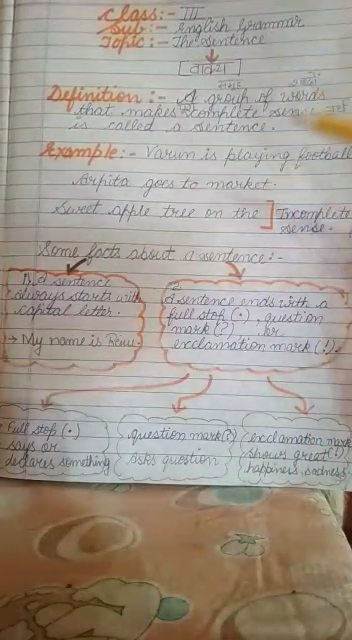 Class:- III
Sub:- english Grammar
Topic:- The sentence
[वाक्य]
समूह शब्दों
Definition :- A group of words
that makes complete sense
is called a sentence.
Example:- Varun is playing football
Arpita goes to market.
Sweet apple tree on the ] Incomplete
sense.
Some facts about a sentence:-
1. A sentence
always starts with
capital letter.
→ My name is Renu.
2.
A sentence ends with a
full stop (.) , question
mark (?) or
exclamation mark (!).
Full stop (.)
says or
declares something
question mark(?)
asks question
exclamation mark
shows great(!)
happiness, sadness